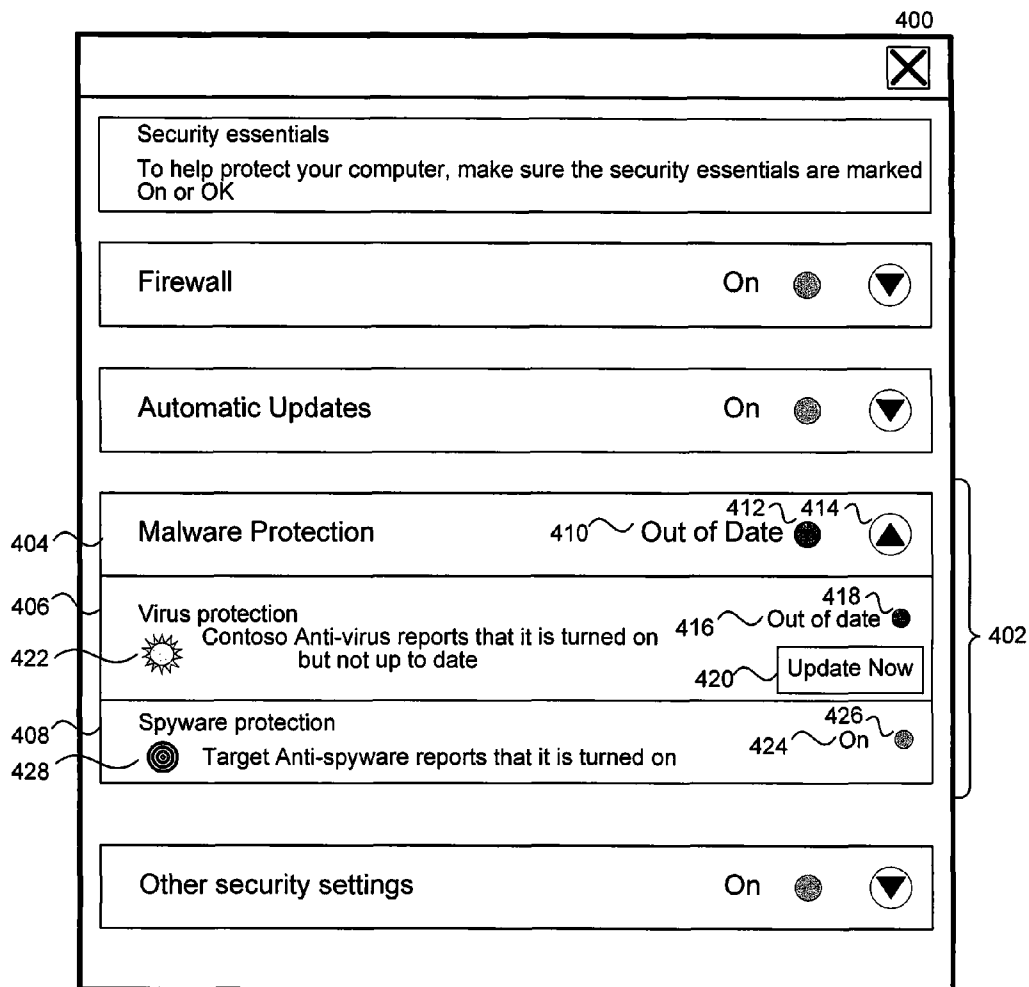 400
Security essentials
To help protect your computer, make sure the security essentials are marked
On or OK
Firewall On
Automatic Updates On
404 Malware Protection 410 Out of Date 412 414
406 Virus protection 418
Contoso Anti-virus reports that it is turned on 416 Out of date
422 but not up to date 402
420 Update Now
408 Spyware protection 426
428 Target Anti-spyware reports that it is turned on 424 On
Other security settings On